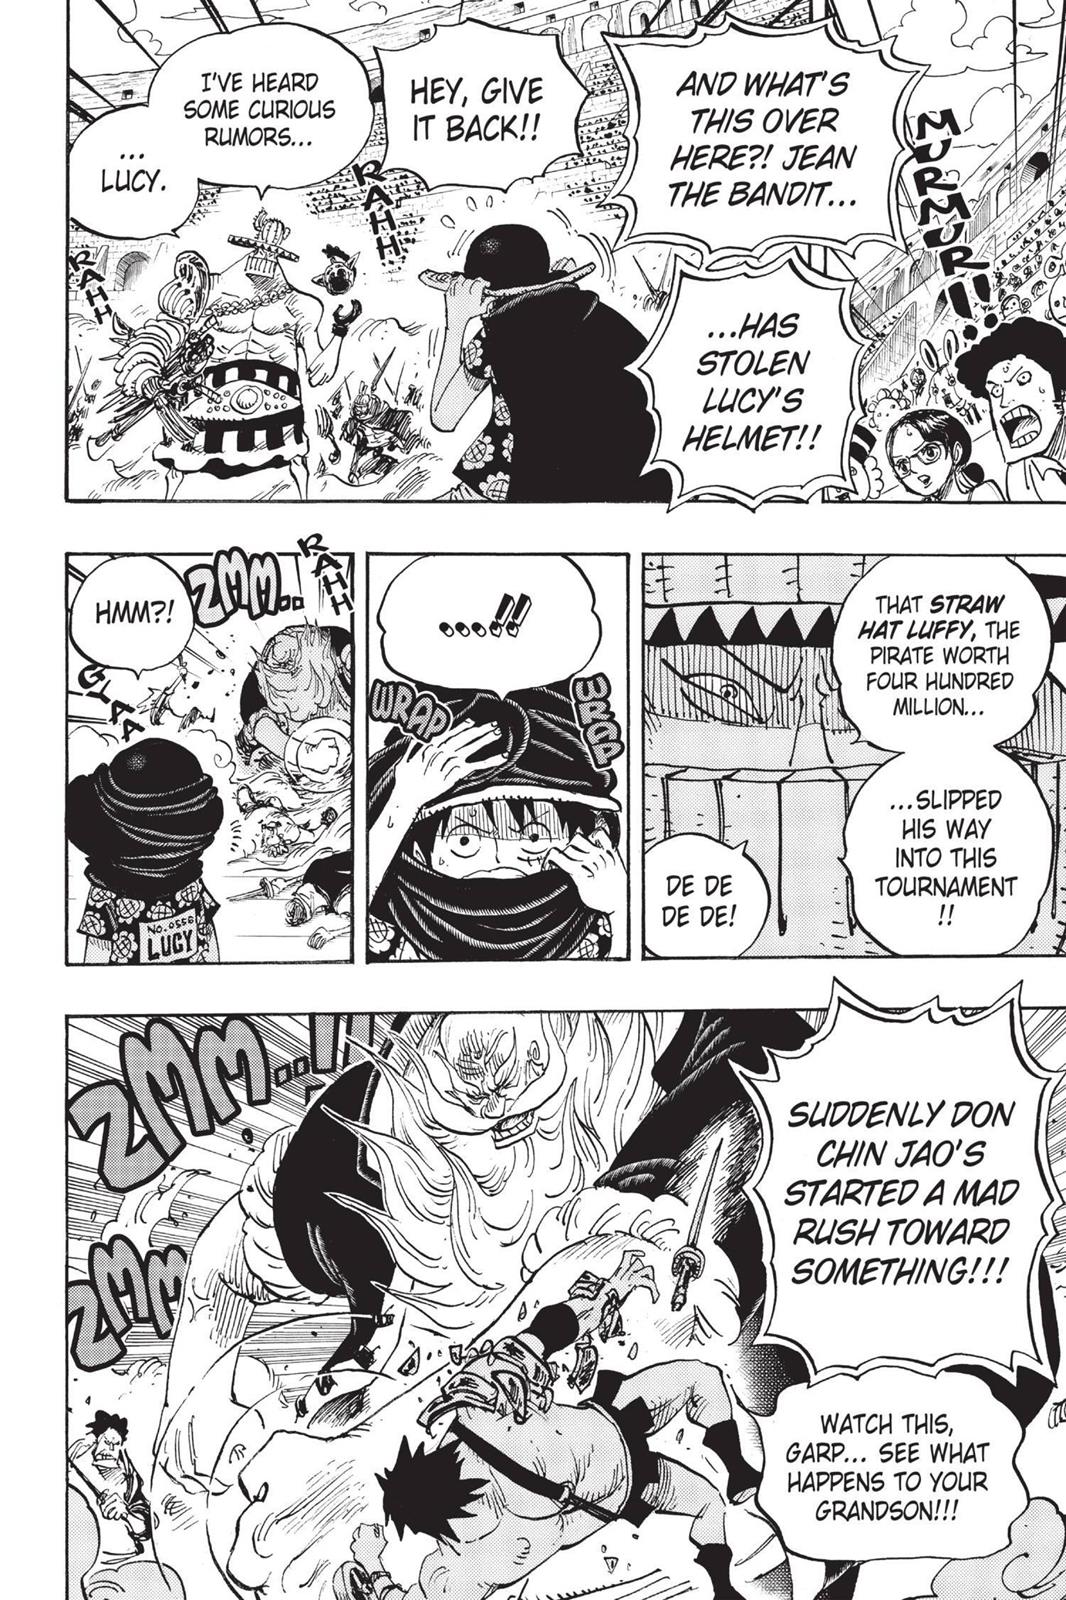 AND WHAT'S
THIS OVER
HERE?! JEAN
THE BANDIT...
MURMUR!!
...HAS
STOLEN
LUCY'S
HELMET!!
HEY, GIVE
IT BACK!!
RAHH
I'VE HEARD
SOME CURIOUS
RUMORS...
...
LUCY.
RAHH
THAT STRAW
HAT LUFFY, THE
PIRATE WORTH
FOUR HUNDRED
MILLION...
...SLIPPED
HIS WAY
INTO THIS
TOURNAMENT
!!
DE DE
DE DE!
...!!
WRAP
WRAP
RAHH
ZMM..
HMM?!
GYAA
NO. 0556
LUCY
SUDDENLY DON
CHIN JAO'S
STARTED A MAD
RUSH TOWARD
SOMETHING!!!
ZMM..!!
ZMM
WATCH THIS,
GARP... SEE WHAT
HAPPENS TO YOUR
GRANDSON!!!